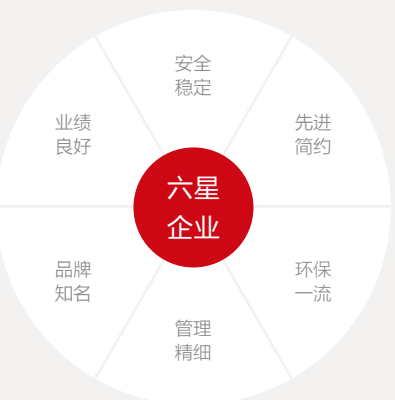 安全
稳定
先进
简约
环保
一流
管理
精细
品牌
知名
业绩
良好
六星
企业